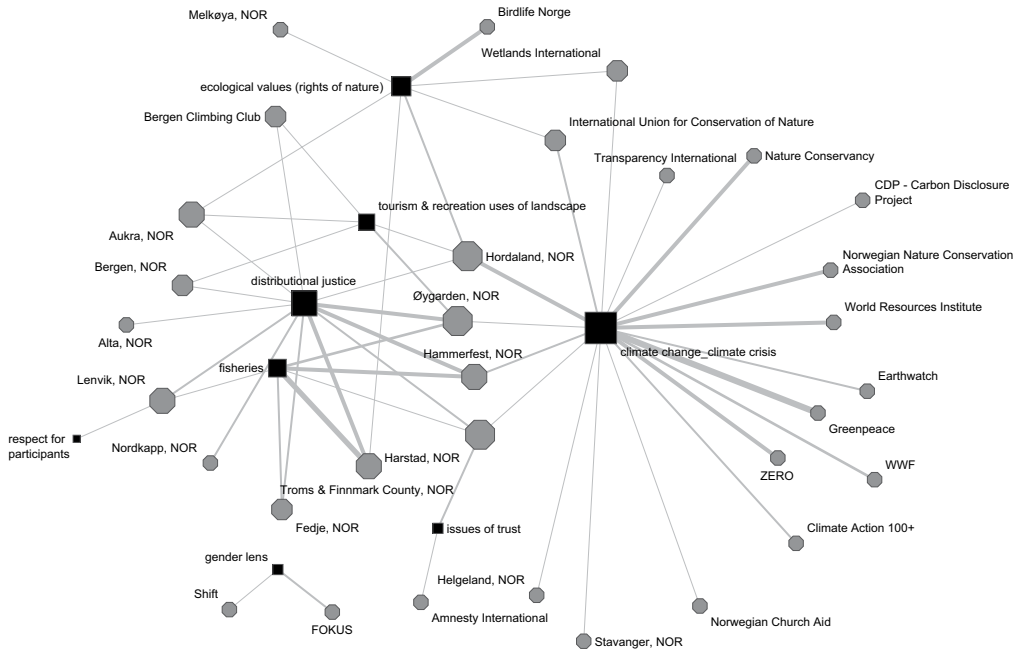 Melkøya, NOR
Birdlife Norge
Wetlands International
ecological values (rights of nature)
Bergen Climbing Club
International Union for Conservation of Nature
Transparency International
Nature Conservancy
CDP - Carbon Disclosure
Project
tourism & recreation uses of landscape
Aukra, NOR
Hordaland, NOR
Norwegian Nature Conservation
Association
Bergen, NOR
distributional justice
Øygarden, NOR
World Resources Institute
Alta, NOR
Hammerfest, NOR
climate change_climate crisis
fisheries
Lenvik, NOR
Earthwatch
Greenpeace
respect for
participants
Nordkapp, NOR
Harstad, NOR
ZERO
WWF
Troms & Finnmark County, NOR
Fedje, NOR
issues of trust
Climate Action 100+
gender lens
Helgeland, NOR
Shift
FOKUS
Amnesty International
Norwegian Church Aid
Stavanger, NOR